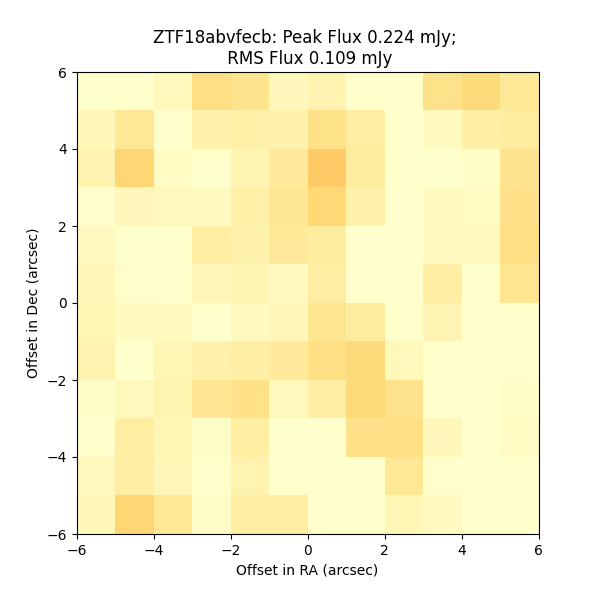 ZTF18abvfecb: Peak Flux 0.224 mJy;
RMS Flux 0.109 mJy
6
4
2
0
−2
−4
−6
Offset in Dec (arcsec)
−6 −4 −2 0 2 4 6
Offset in RA (arcsec)